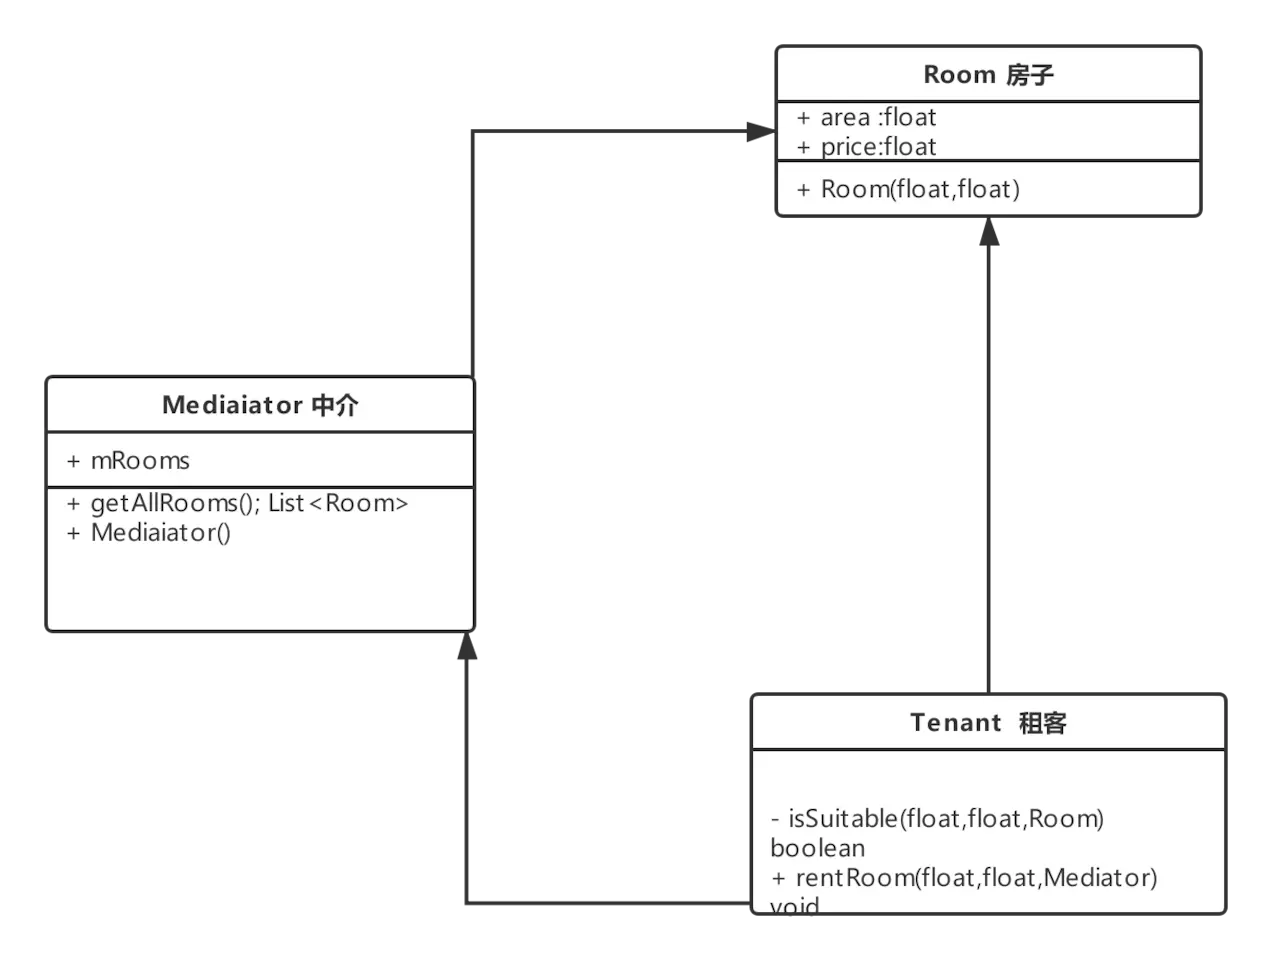 Room 房子
+ area :float
+ price:float
+ Room(float,float)
Mediaiator 中介
+ mRooms
+ getAllRooms(); List<Room>
+ Mediaiator()
Tenant 租客
- isSuitable(float,float,Room)
boolean
+ rentRoom(float,float,Mediator)
void